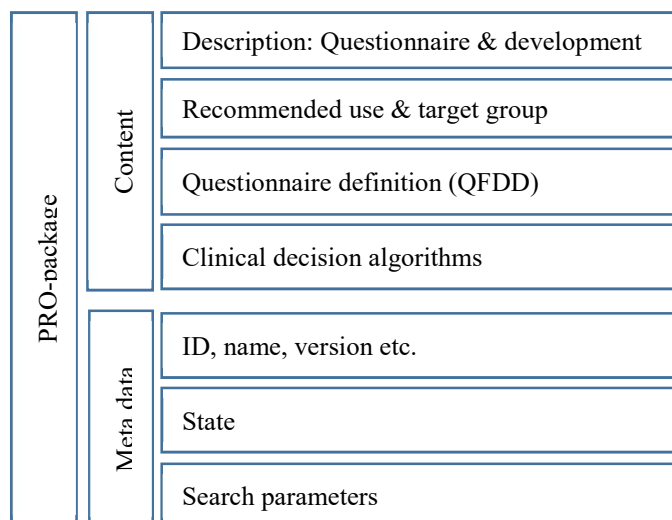 PRO-package
Content
Description: Questionnaire & development
Recommended use & target group
Questionnaire definition (QFDD)
Clinical decision algorithms
Meta data
ID, name, version etc.
State
Search parameters